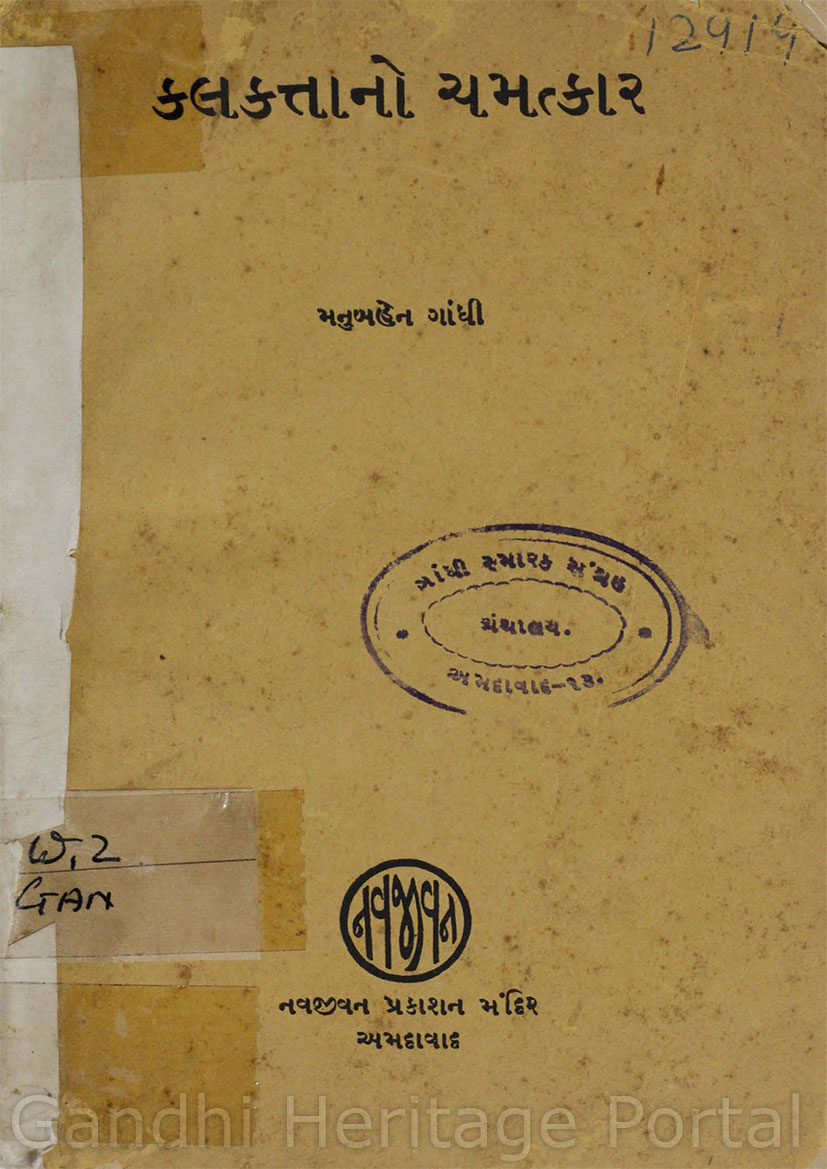 12914
કલકત્તાનો ચમત્કાર
મનુબહેન ગાંધી
ગાંધી સ્મારક સંગ્રહ
ગ્રંથાલય.
અમદાવાદ-૧૩.
W,2
GAN
નવજીવન
નવજીવન પ્રકાશન મંદિર
અમદાવાદ
Gandhi Heritage Portal